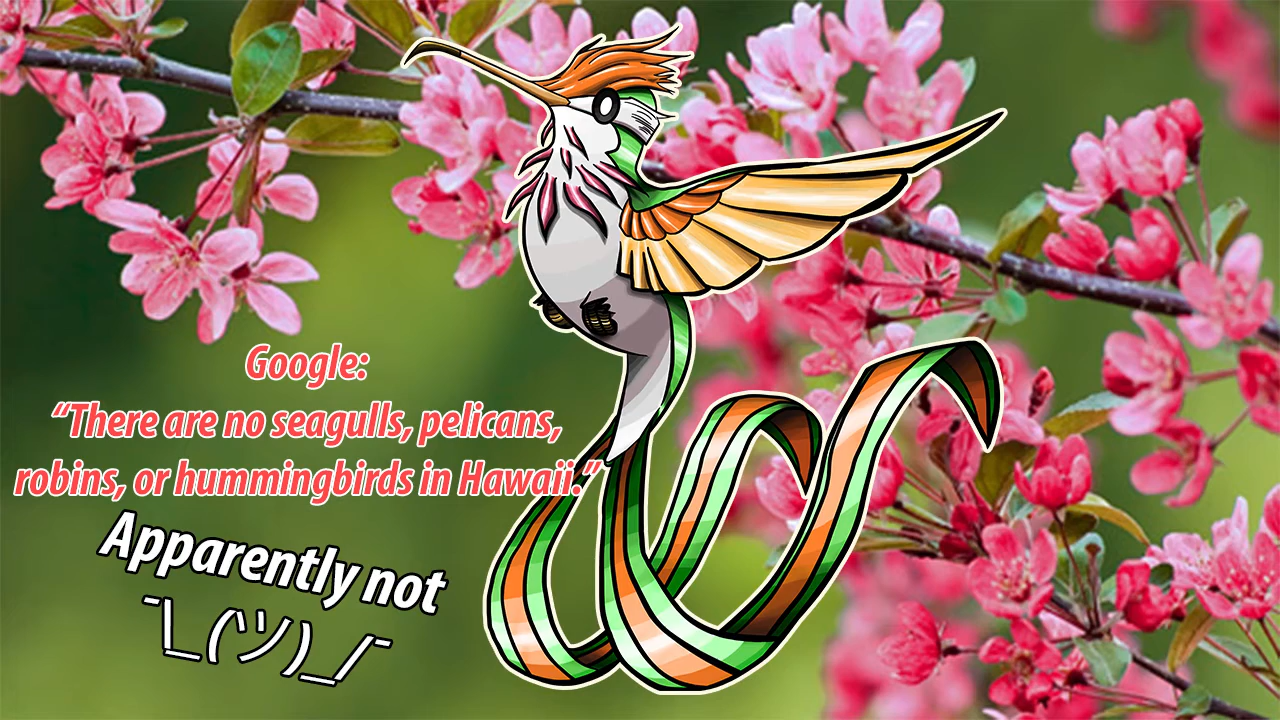 Google:
“There are no seagulls, pelicans,
robins, or hummingbirds in Hawaii.”
Apparently not
¯\_(ツ)_/¯